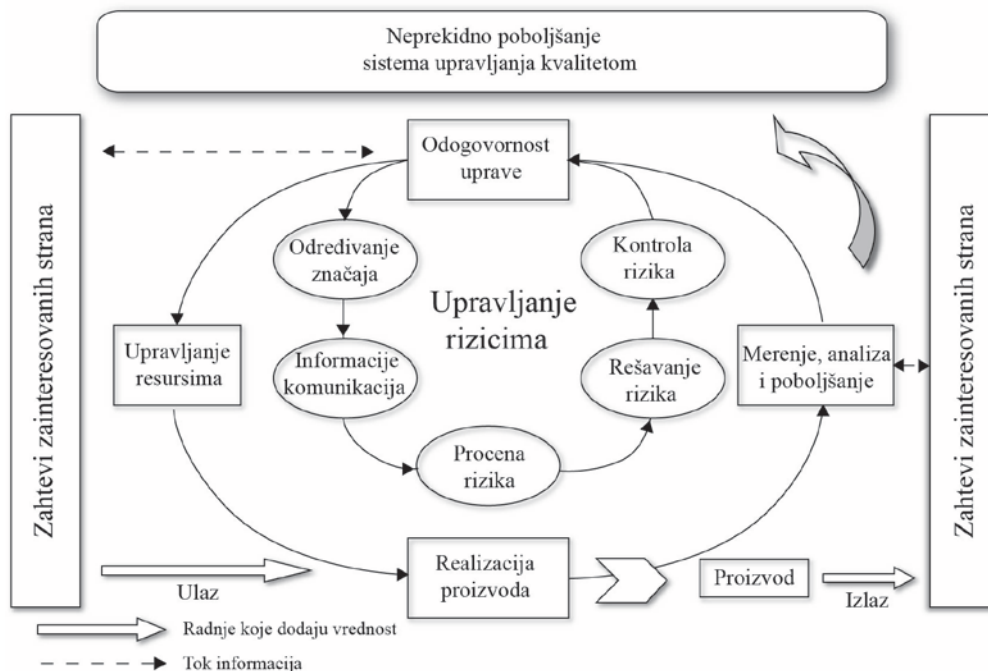 Neprekidno poboljšanje
sistema upravljanja kvalitetom
Zahtevi zainteresovanih strana
Odogovornost
uprave
Određivanje
značaja
Kontrola
rizika
Upravljanje
rizicima
Upravljanje
resursima
Informacije
komunikacija
Rešavanje
rizika
Merenje, analiza
i poboljšanje
Procena
rizika
Realizacija
proizvoda
Ulaz
Proizvod
Izlaz
Zahtevi zainteresovanih strana
Radnje koje dodaju vrednost
Tok informacija